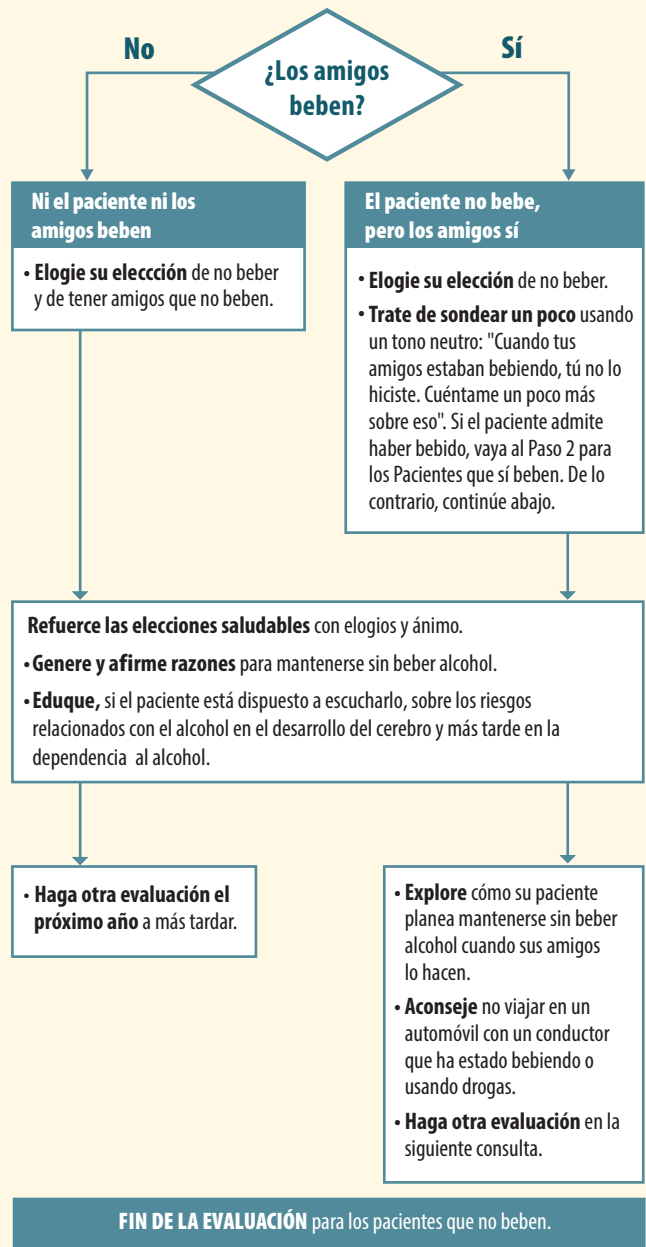 No
Sí
¿Los amigos
beben?
Ni el paciente ni los
amigos beben
• Elogie su eleccción de no beber
y de tener amigos que no beben.
El paciente no bebe,
pero los amigos sí
• Elogie su elección de no beber.
• Trate de sondear un poco usando
un tono neutro: "Cuando tus
amigos estaban bebiendo, tú no lo
hiciste. Cuéntame un poco más
sobre eso". Si el paciente admite
haber bebido, vaya al Paso 2 para
los Pacientes que sí beben. De lo
contrario, continúe abajo.
Refuerce las elecciones saludables con elogios y ánimo.
• Genere y afirme razones para mantenerse sin beber alcohol.
• Eduque, si el paciente está dispuesto a escucharlo, sobre los riesgos
relacionados con el alcohol en el desarrollo del cerebro y más tarde en la
dependencia al alcohol.
• Haga otra evaluación el
próximo año a más tardar.
• Explore cómo su paciente
planea mantenerse sin beber
alcohol cuando sus amigos
lo hacen.
• Aconseje no viajar en un
automóvil con un conductor
que ha estado bebiendo o
usando drogas.
• Haga otra evaluación en la
siguiente consulta.
FIN DE LA EVALUACIÓN para los pacientes que no beben.